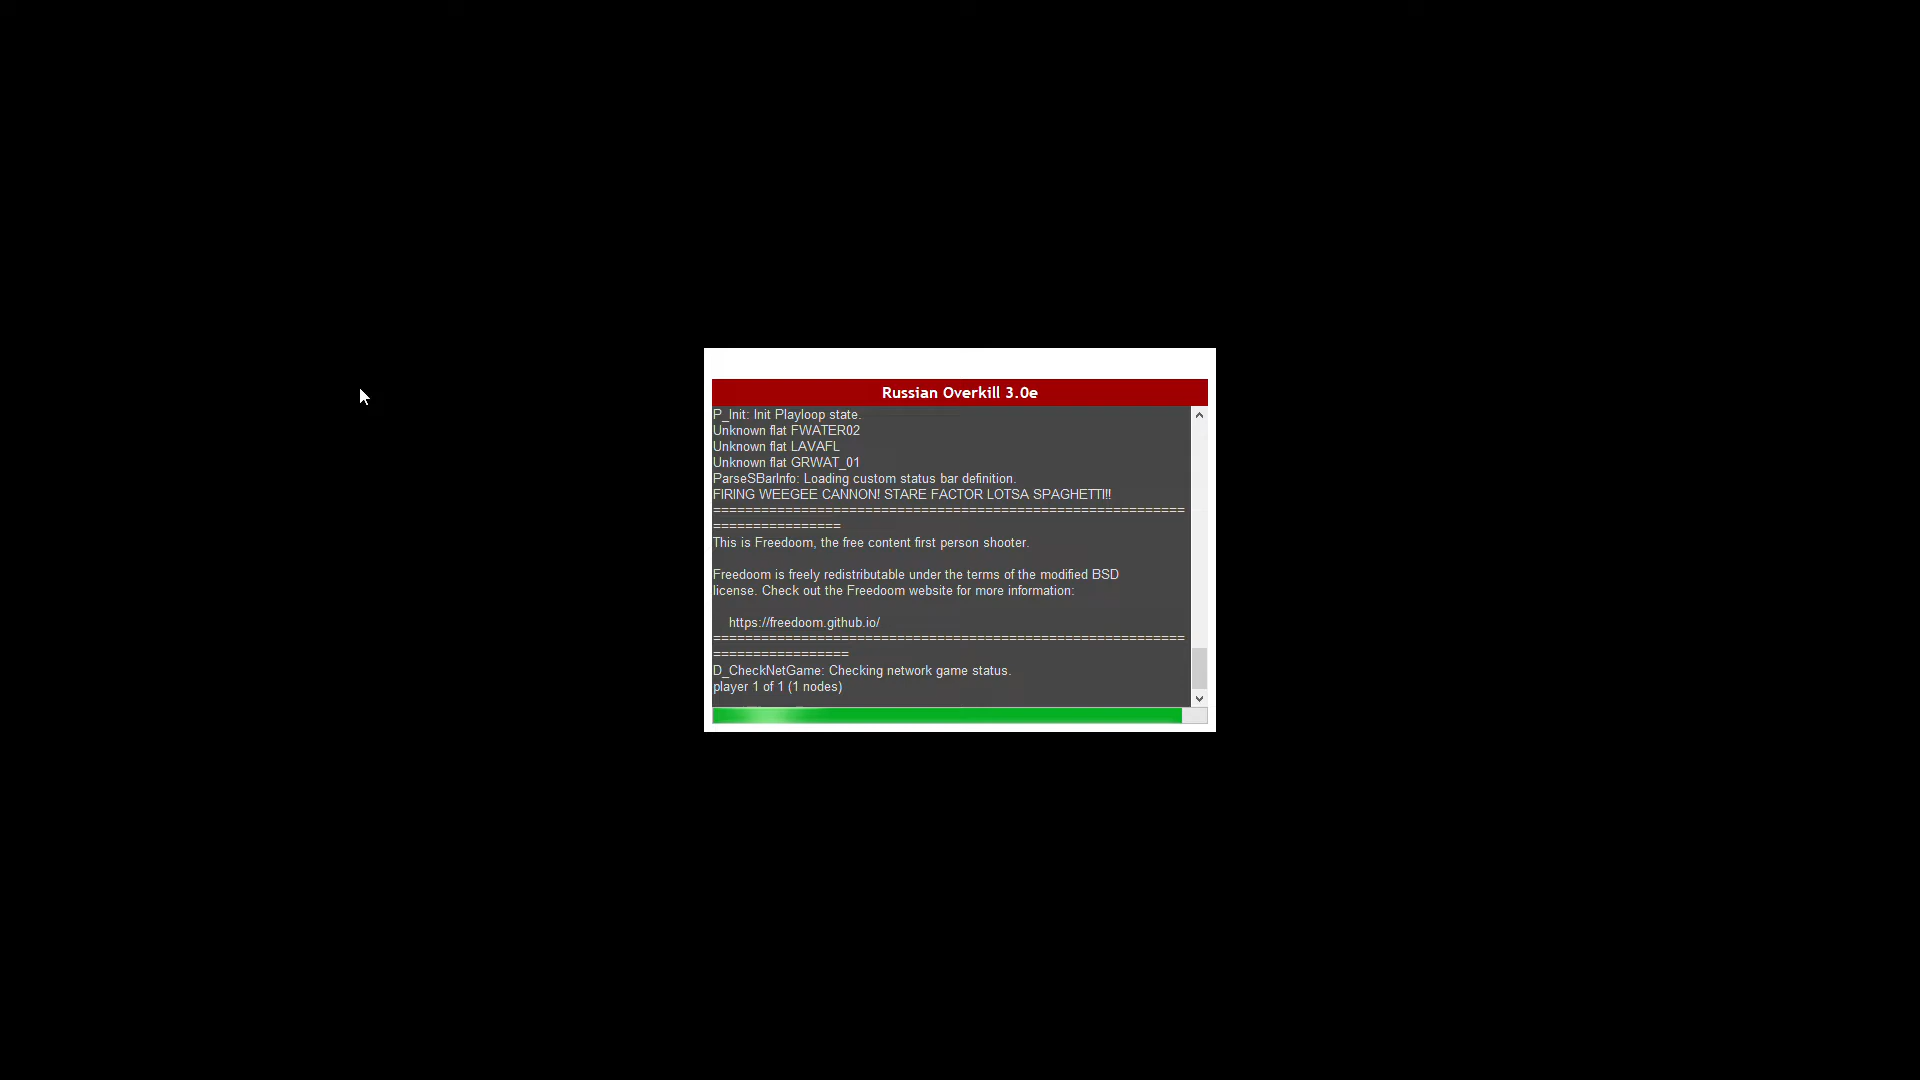 Russian Overkill 3.0e
P_Init: Init Playloop state.
Unknown flat FWATER02
Unknown flat LAVAFL
Unknown flat GRWAT_01
ParseSBarInfo: Loading custom status bar definition.
FIRING WEEGEE CANNON! STARE FACTOR LOTSA SPAGHETTI!!
===========================================================
================
This is Freedoom, the free content first person shooter.
Freedoom is freely redistributable under the terms of the modified BSD
license. Check out the Freedoom website for more information:
https://freedoom.github.io/
===========================================================
=================
D_CheckNetGame: Checking network game status.
player 1 of 1 (1 nodes)